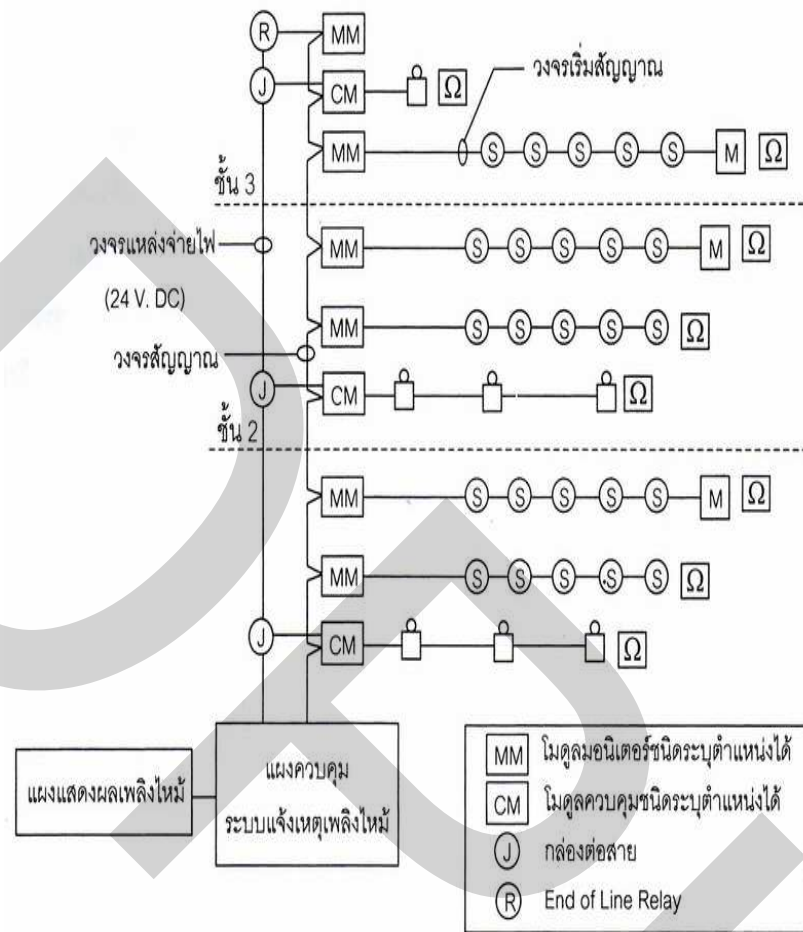 R MM
J CM Ω
วงจรเริ่มสัญญาณ
MM S S S S S M Ω
ชั้น 3
วงจรแหล่งจ่ายไฟ
(24 V. DC)
MM S S S S S M Ω
MM S S S S S Ω
วงจรสัญญาณ
J CM Ω
ชั้น 2
MM S S S S S M Ω
MM S S S S S Ω
J CM Ω
แผงแสดงผลเพลิงไหม้
แผงควบคุม
ระบบแจ้งเหตุเพลิงไหม้
MM โมดูลมอนิเตอร์ชนิดระบุตำแหน่งได้
CM โมดูลควบคุมชนิดระบุตำแหน่งได้
J กล่องต่อสาย
R End of Line Relay